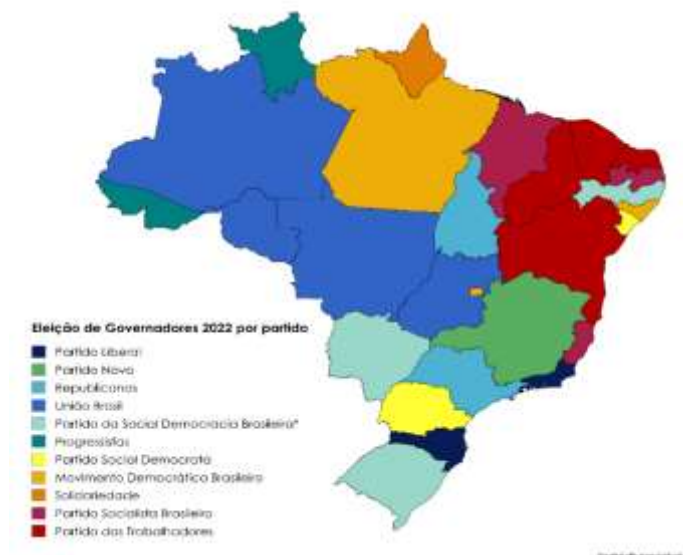 Eleição de Governadores 2022 por partido
Partido Liberal
Partido Novo
Republicanos
União Brasil
Partido da Social Democracia Brasileira*
Progressistas
Partido Social Democrata
Movimento Democrático Brasileiro
Solidariedade
Partido Socialista Brasileiro
Partido dos Trabalhadores